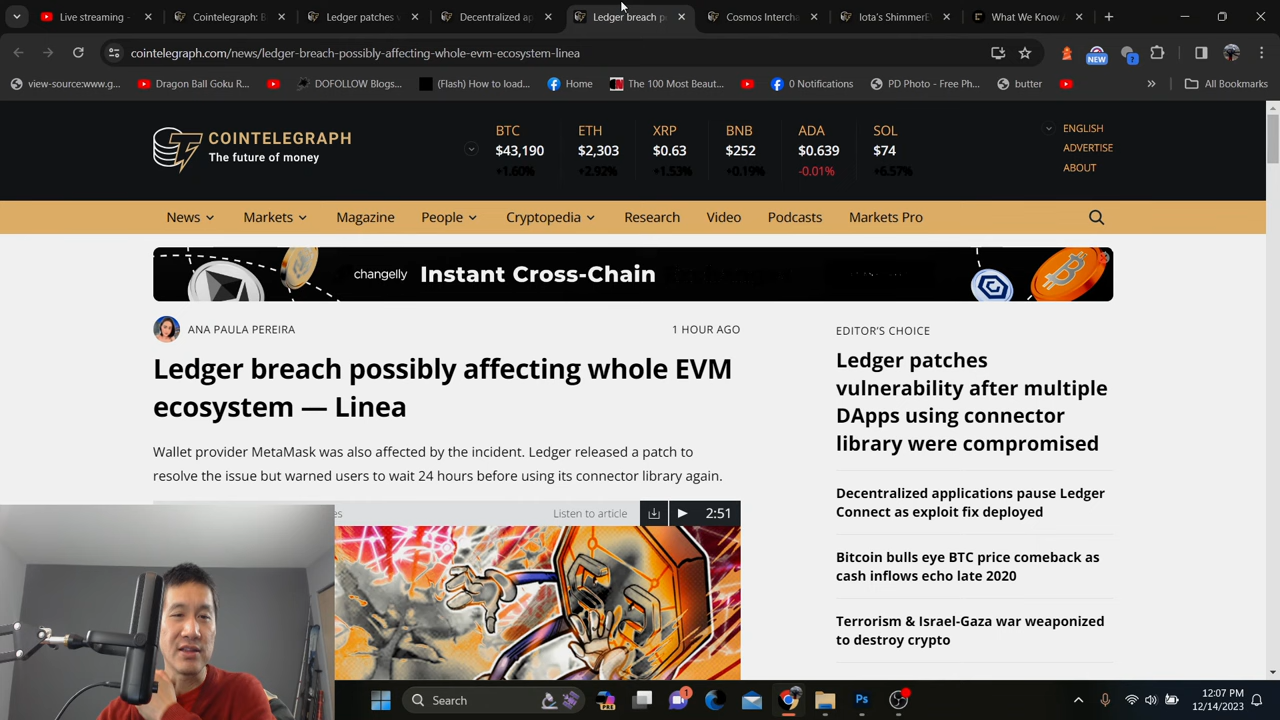 Live streaming -
Cointelegraph: B
Ledger patches v
Decentralized ap
Ledger breach p
Cosmos Intercha
Iota's ShimmerE
What We Know A
cointelegraph.com/news/ledger-breach-possibly-affecting-whole-evm-ecosystem-linea
NEW
7
view-source:www.g...
Dragon Ball Goku R...
DOFOLLOW Blogs...
(Flash) How to load...
Home
The 100 Most Beaut...
0 Notifications
PD Photo - Free Ph...
butter
All Bookmarks
COINTELEGRAPH
The future of money
BTC
$43,190
+1.60%
ETH
$2,303
+2.92%
XRP
$0.63
+1.53%
BNB
$252
+0.19%
ADA
$0.639
-0.01%
SOL
$74
+6.57%
ENGLISH
ADVERTISE
ABOUT
News
Markets
Magazine
People
Cryptopedia
Research
Video
Podcasts
Markets Pro
changelly Instant Cross-Chain
ANA PAULA PEREIRA
1 HOUR AGO
Ledger breach possibly affecting whole EVM
ecosystem — Linea
Wallet provider MetaMask was also affected by the incident. Ledger released a patch to
resolve the issue but warned users to wait 24 hours before using its connector library again.
es
Listen to article
2:51
EDITOR'S CHOICE
Ledger patches
vulnerability after multiple
DApps using connector
library were compromised
Decentralized applications pause Ledger
Connect as exploit fix deployed
Bitcoin bulls eye BTC price comeback as
cash inflows echo late 2020
Terrorism & Israel-Gaza war weaponized
to destroy crypto
Search
1
12:07 PM
12/14/2023